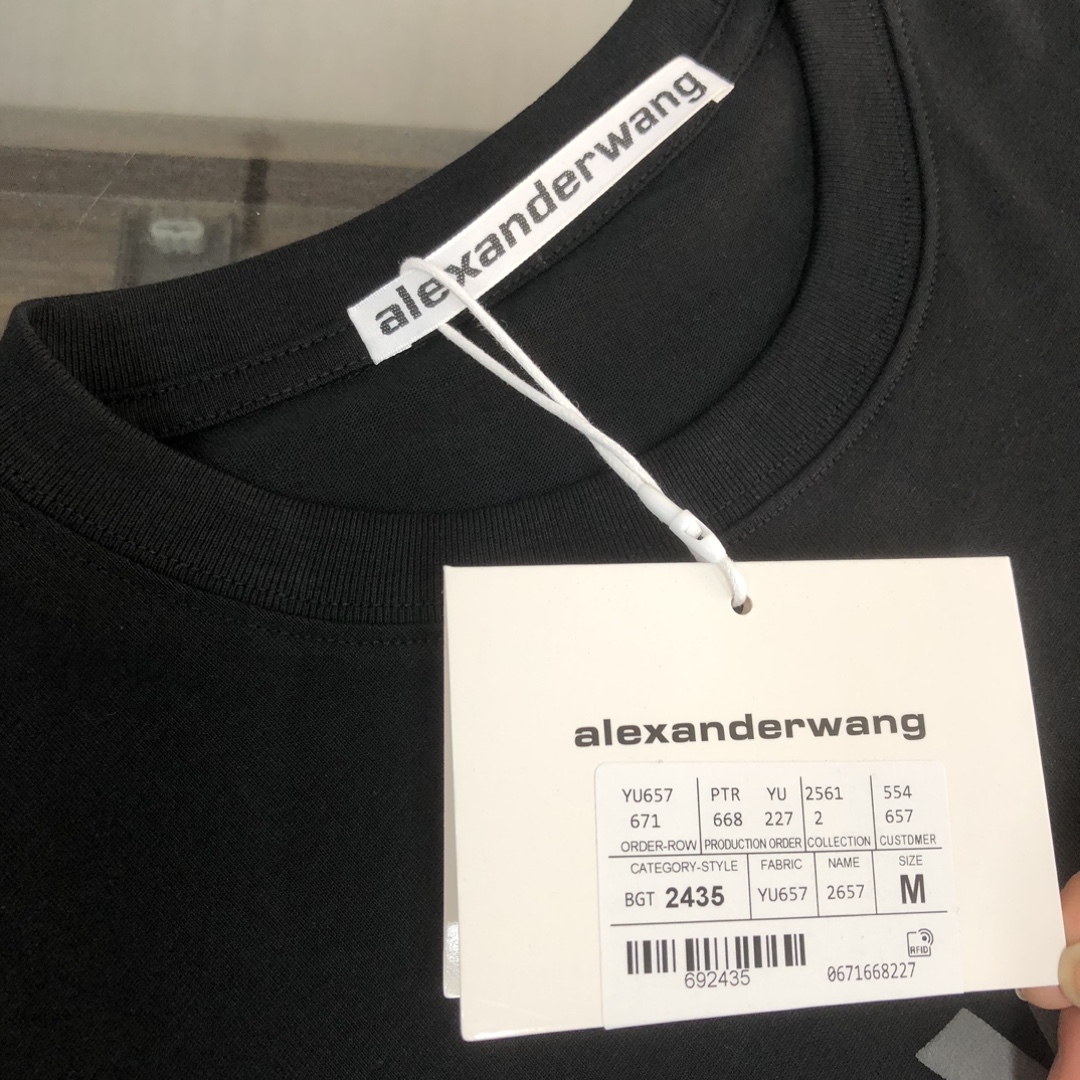 alexanderwang
alexanderwang
YU657 PTR YU 2561 554
671 668 227 2 657
ORDER-ROW PRODUCTION ORDER COLLECTION CUSTDMER
CATEGORY-STYLE FABRIC NAME SIZE
BGT 2435 YU657 2657 M
RFID
692435 0671668227